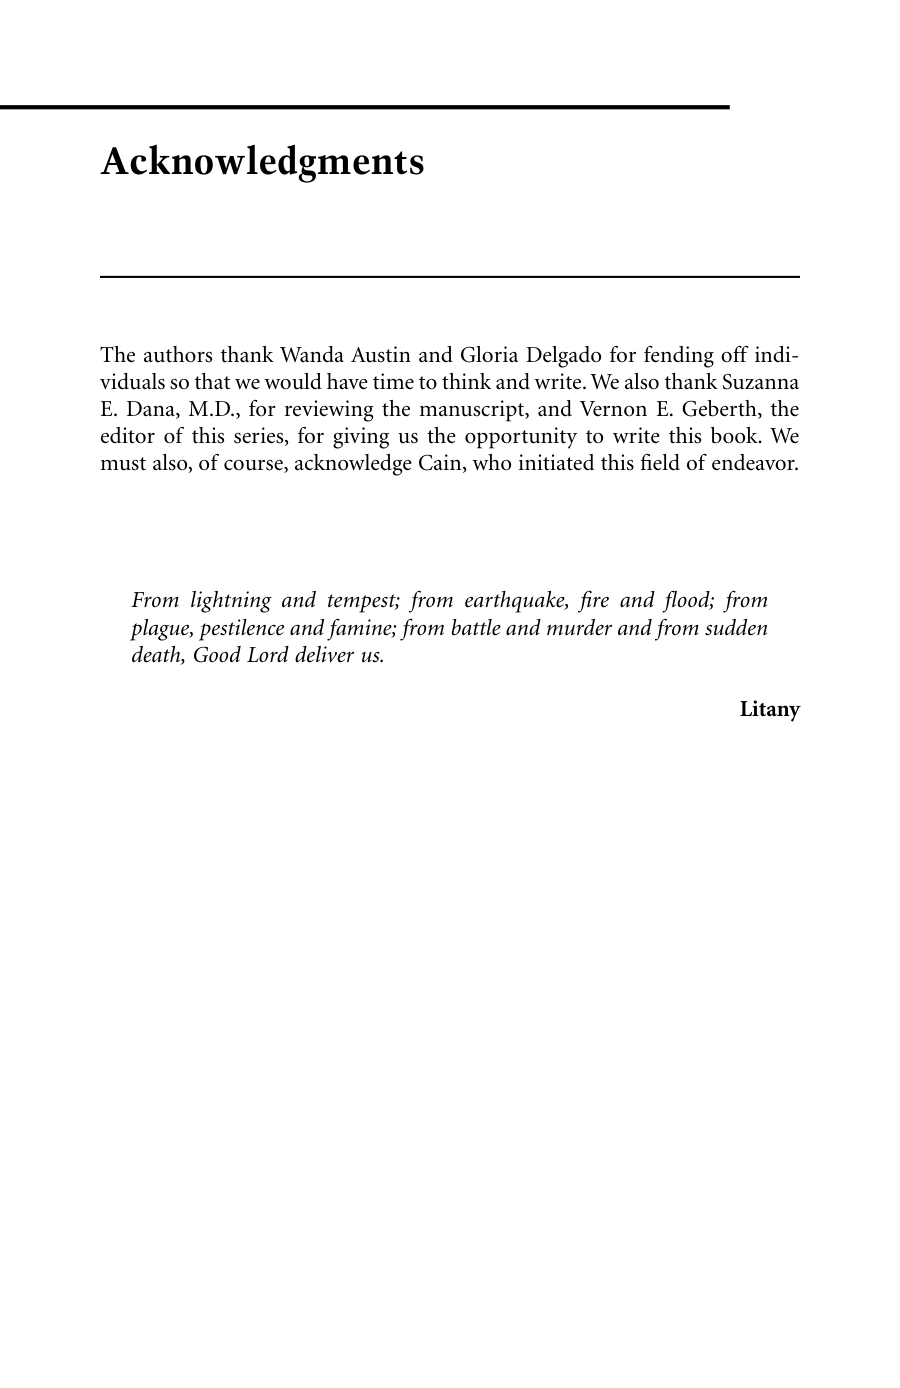 Acknowledgments
The authors thank Wanda Austin and Gloria Delgado for fending off indi-
viduals so that we would have time to think and write. We also thank Suzanna
E. Dana, M.D., for reviewing the manuscript, and Vernon E. Geberth, the
editor of this series, for giving us the opportunity to write this book. We
must also, of course, acknowledge Cain, who initiated this field of endeavor.
From lightning and tempest; from earthquake, fire and flood; from
plague, pestilence and famine; from battle and murder and from sudden
death, Good Lord deliver us.
Litany